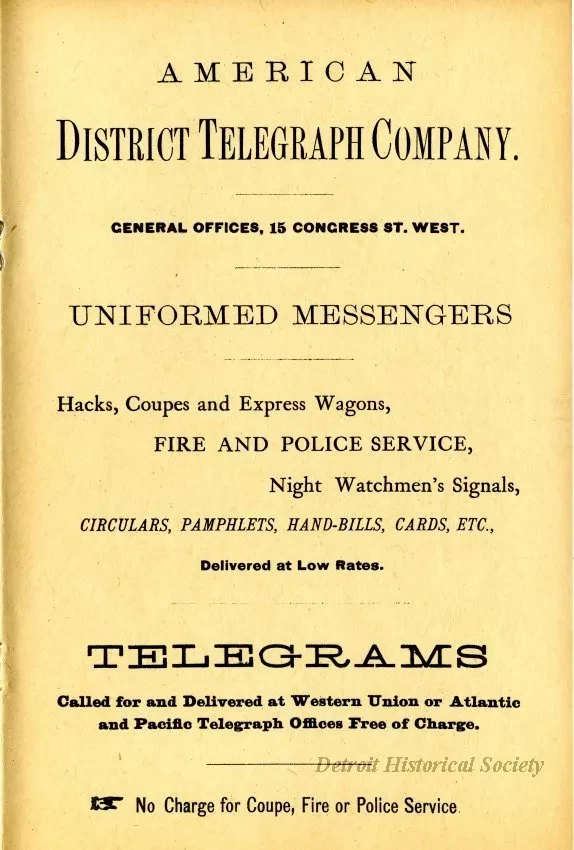 AMERICAN
DISTRICT TELEGRAPH COMPANY.
GENERAL OFFICES, 15 CONGRESS ST. WEST.
UNIFORMED MESSENGERS
Hacks, Coupes and Express Wagons,
FIRE AND POLICE SERVICE,
Night Watchmen's Signals,
CIRCULARS, PAMPHLETS, HAND-BILLS, CARDS, ETC.,
Delivered at Low Rates.
TELEGRAMS
Called for and Delivered at Western Union or Atlantic
and Pacific Telegraph Offices Free of Charge.
Detroit Historical Society
☞ No Charge for Coupe, Fire or Police Service.